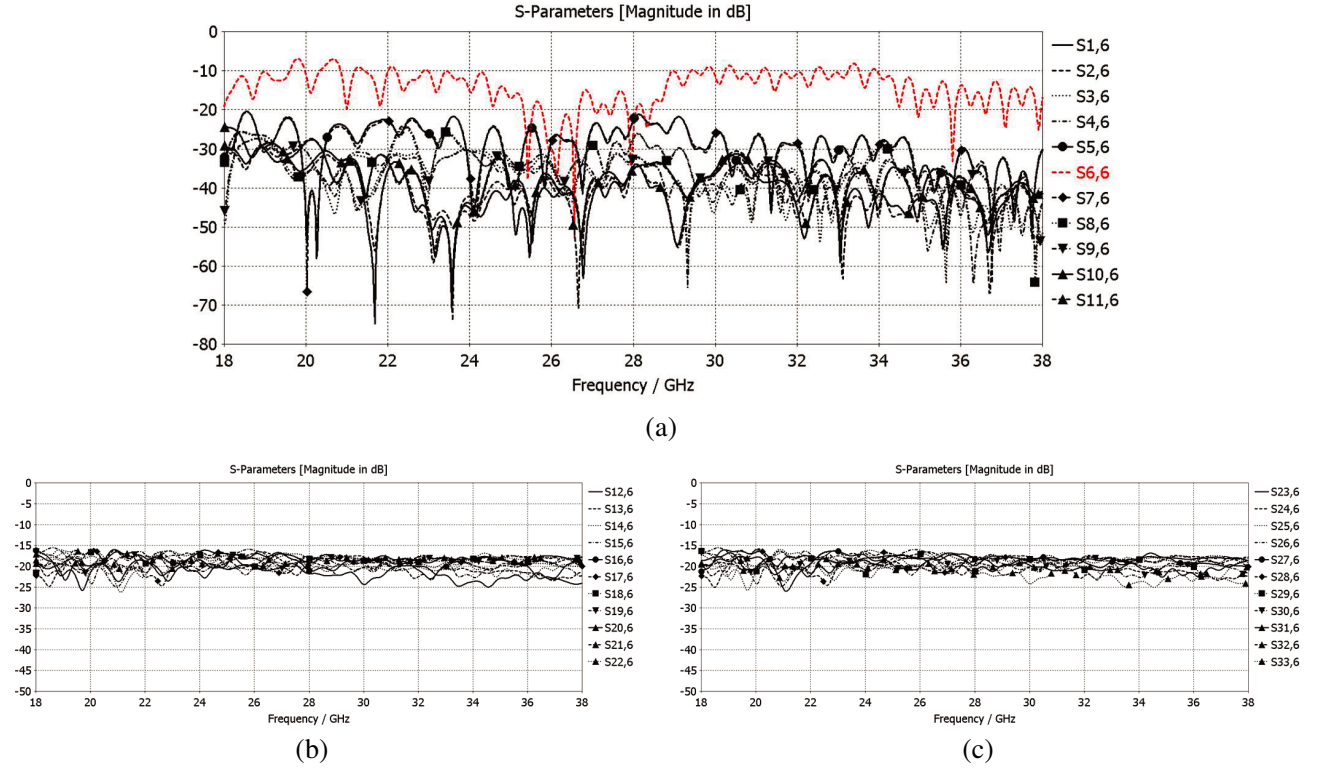 S-Parameters [Magnitude in dB]
0
-10
-20
-30
-40
-50
-60
-70
-80
18 20 22 24 26 28 30 32 34 36 38
Frequency / GHz
S1,6
S2,6
S3,6
S4,6
S5,6
S6,6
S7,6
S8,6
S9,6
S10,6
S11,6
(a)
S-Parameters [Magnitude in dB]
0
-5
-10
-15
-20
-25
-30
-35
-40
-45
-50
18 20 22 24 26 28 30 32 34 36 38
Frequency / GHz
S12,6
S13,6
S14,6
S15,6
S16,6
S17,6
S18,6
S19,6
S20,6
S21,6
S22,6
(b)
S-Parameters [Magnitude in dB]
0
-5
-10
-15
-20
-25
-30
-35
-40
-45
-50
18 20 22 24 26 28 30 32 34 36 38
Frequency / GHz
S23,6
S24,6
S25,6
S26,6
S27,6
S28,6
S29,6
S30,6
S31,6
S32,6
S33,6
(c)